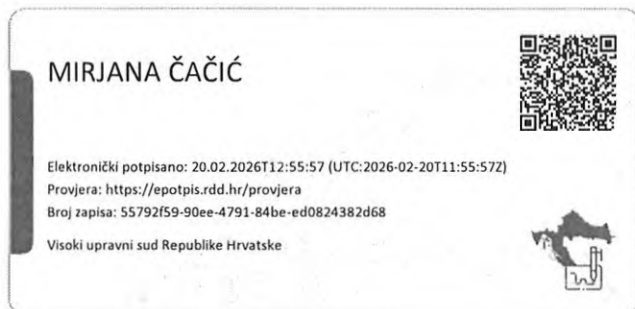 MIRJANA ČAČIĆ
Elektronički potpisano: 20.02.2026T12:55:57 (UTC:2026-02-20T11:55:57Z)
Provjera: https://epotpis.rdd.hr/provjera
Broj zapisa: 55792f59-90ee-4791-84be-ed0824382d68
Visoki upravni sud Republike Hrvatske